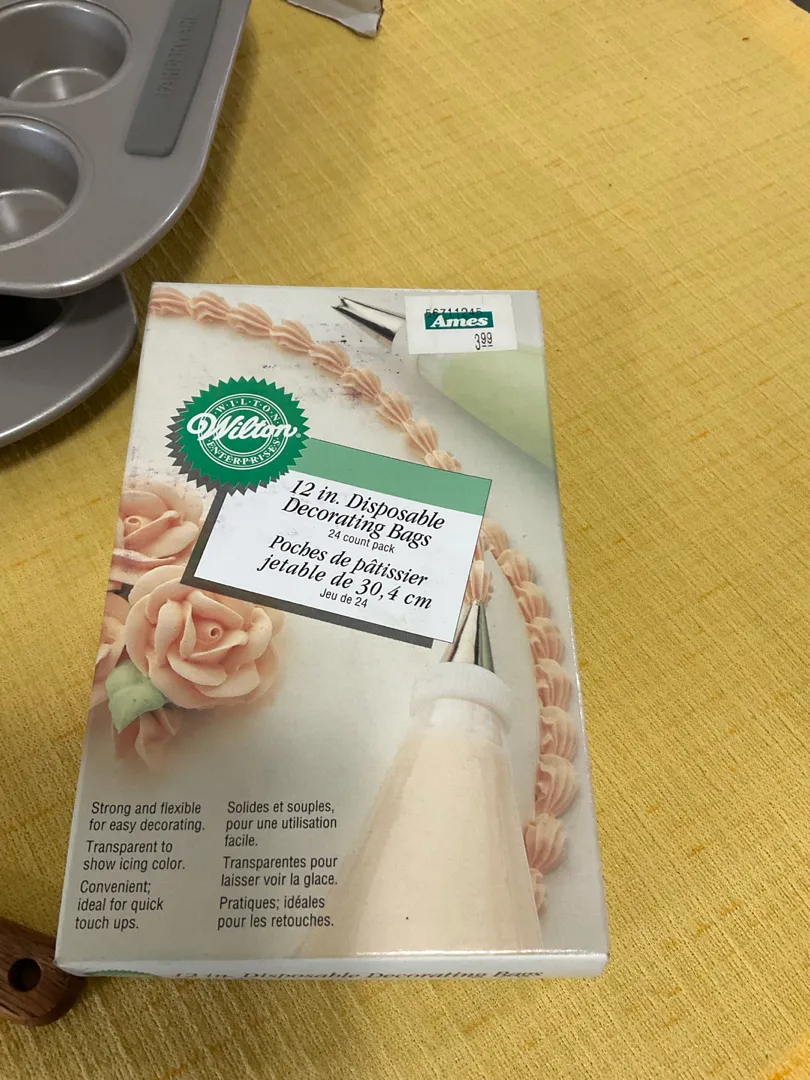 FARBERWARE
56711245
Ames
3.99
WILTON
Wilton®
ENTERPRISES
12 in. Disposable
Decorating Bags
24 count pack
Poches de pâtissier
jetable de 30,4 cm
Jeu de 24
Strong and flexible
for easy decorating.
Transparent to
show icing color.
Convenient;
ideal for quick
touch ups.
Solides et souples,
pour une utilisation
facile.
Transparentes pour
laisser voir la glace.
Pratiques; idéales
pour les retouches.
12 in. Disposable Decorating Bags